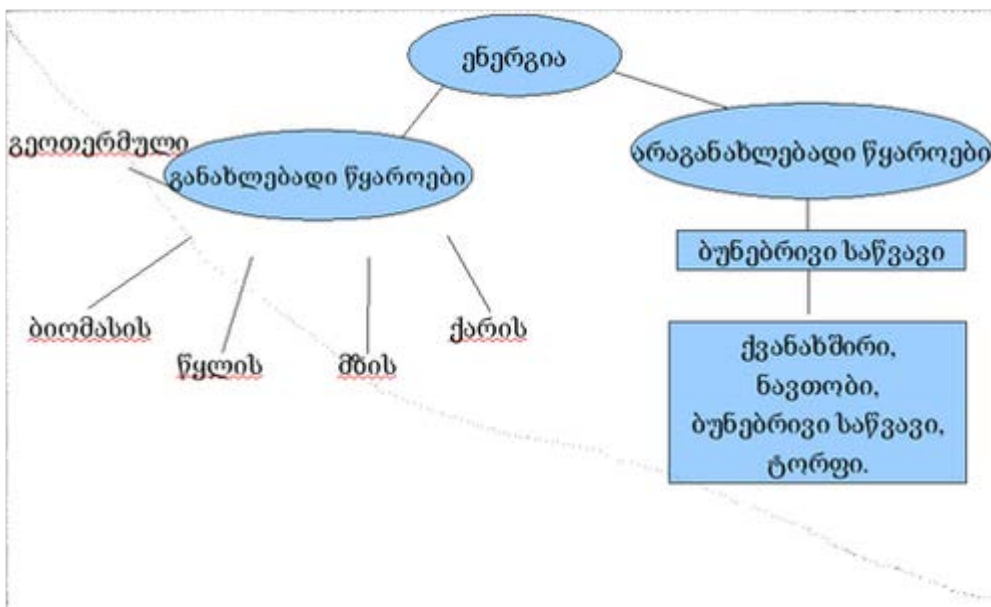 ენერგია
გეოთერმული
განახლებადი წყაროები
არაგანახლებადი წყაროები
ბუნებრივი საწვავი
ბიომასის
წყლის
მზის
ქარის
ქვანახშირი,
ნავთობი,
ბუნებრივი საწვავი,
ტორფი.